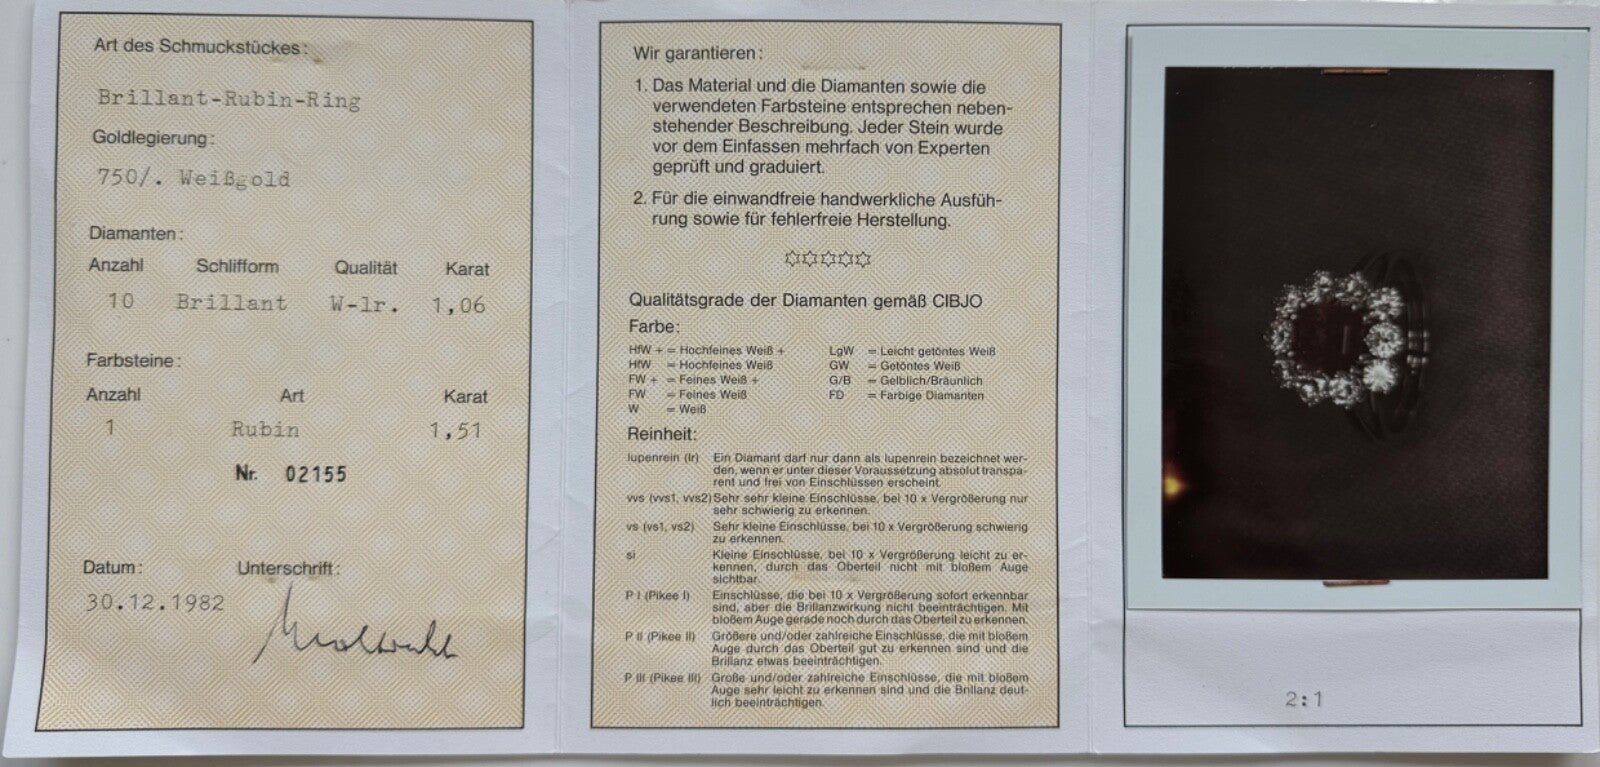 Art des Schmuckstückes:
Brillant-Rubin-Ring
Goldlegierung:
750/. Weißgold
Diamanten:
Anzahl Schlifform Qualität Karat
10 Brillant W-lr. 1,06
Farbsteine:
Anzahl Art Karat
1 Rubin 1,51
Nr. 02155
Datum: Unterschrift:
30.12.1982
Wir garantieren:
1. Das Material und die Diamanten sowie die
verwendeten Farbsteine entsprechen neben-
stehender Beschreibung. Jeder Stein wurde
vor dem Einfassen mehrfach von Experten
geprüft und graduiert.
2. Für die einwandfreie handwerkliche Ausfüh-
rung sowie für fehlerfreie Herstellung.
Qualitätsgrade der Diamanten gemäß CIBJO
Farbe:
HfW + = Hochfeines Weiß + LgW = Leicht getöntes Weiß
HfW = Hochfeines Weiß GW = Getöntes Weiß
FW + = Feines Weiß + G/B = Gelblich/Bräunlich
FW = Feines Weiß FD = Farbige Diamanten
W = Weiß
Reinheit:
lupenrein (lr) Ein Diamant darf nur dann als lupenrein bezeichnet wer-
den, wenn er unter dieser Voraussetzung absolut transpa-
rent und frei von Einschlüssen erscheint.
vvs (vvs1, vvs2) Sehr sehr kleine Einschlüsse, bei 10 x Vergrößerung nur
sehr schwierig zu erkennen.
vs (vs1, vs2) Sehr kleine Einschlüsse, bei 10 x Vergrößerung schwierig
zu erkennen.
si Kleine Einschlüsse, bei 10 x Vergrößerung leicht zu er-
kennen, durch das Oberteil nicht mit bloßem Auge
sichtbar.
P I (Pikee I) Einschlüsse, die bei 10 x Vergrößerung sofort erkennbar
sind, aber die Brillanzwirkung nicht beeinträchtigen. Mit
bloßem Auge gerade noch durch das Oberteil zu erkennen.
P II (Pikee II) Größere und/oder zahlreiche Einschlüsse, die mit bloßem
Auge durch das Oberteil gut zu erkennen sind und die
Brillanz etwas beeinträchtigen.
P III (Pikee III) Große und/oder zahlreiche Einschlüsse, die mit bloßem
Auge sehr leicht zu erkennen sind und die Brillanz deut-
lich beeinträchtigen.
2:1